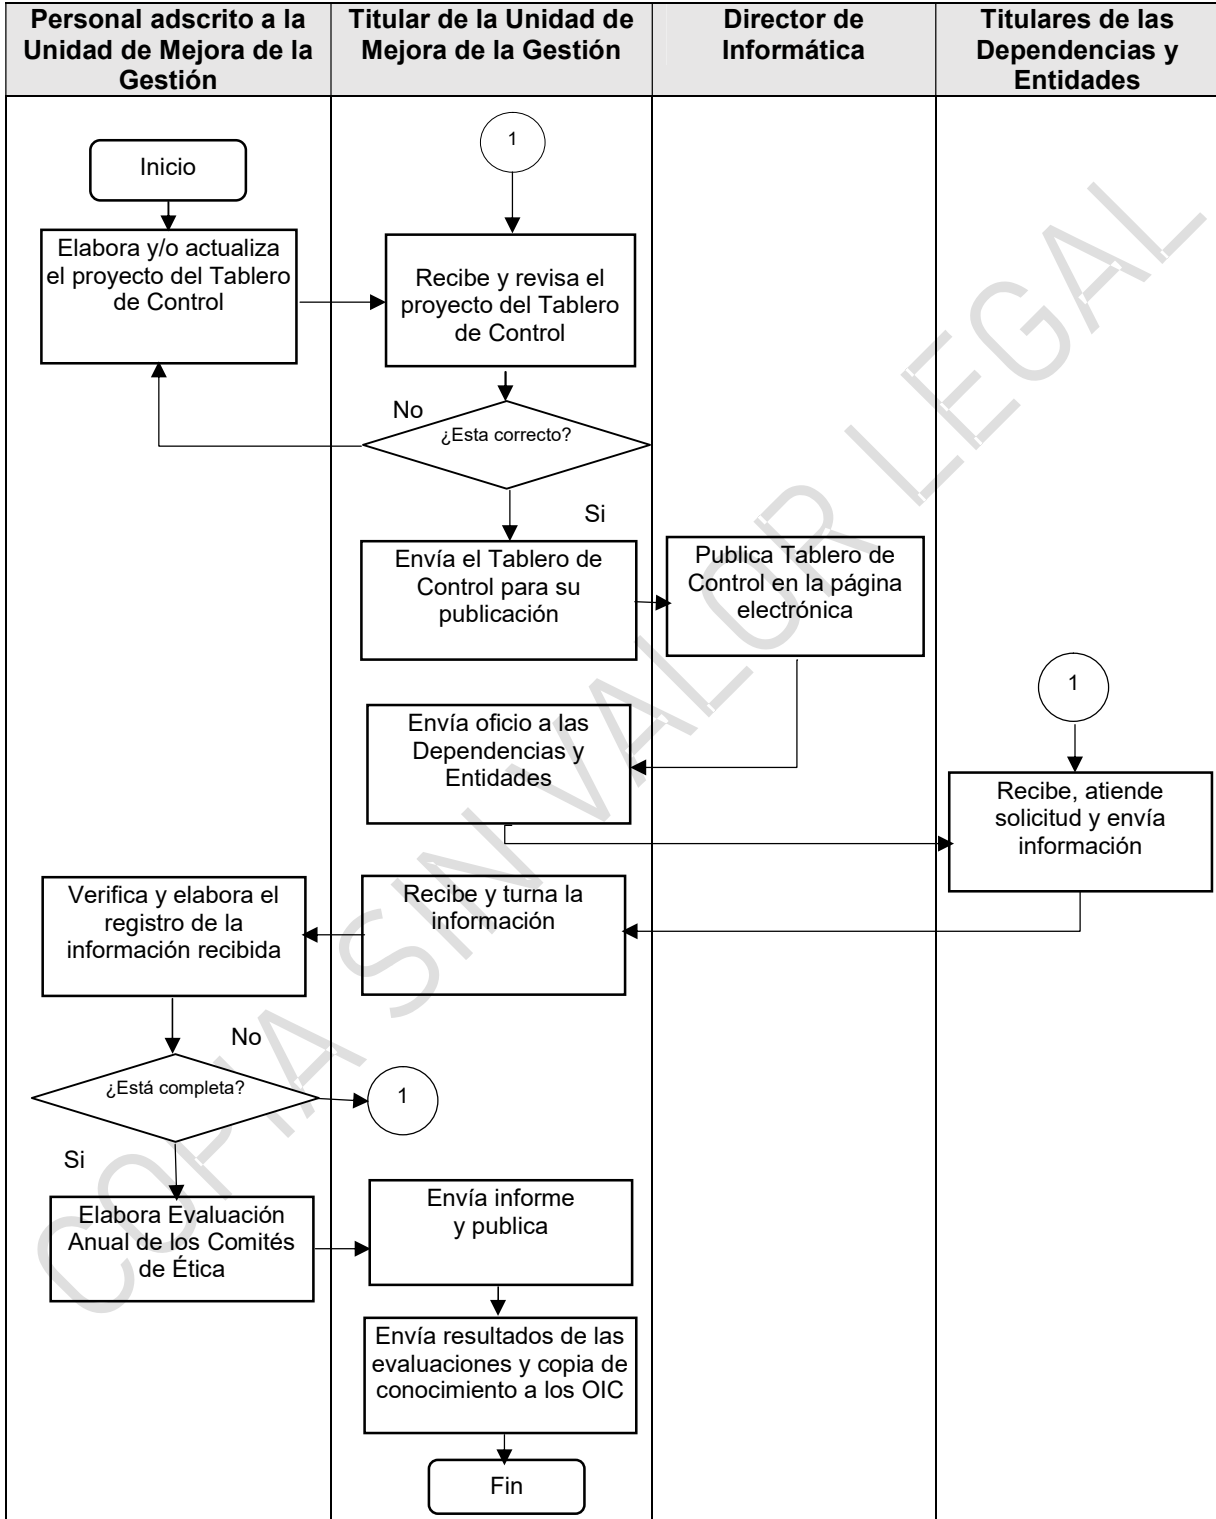 Personal adscrito a la
Unidad de Mejora de la
Gestión
Titular de la Unidad de
Mejora de la Gestión
Director de
Informática
Titulares de las
Dependencias y
Entidades
1
Inicio
Elabora y/o actualiza
el proyecto del Tablero
de Control
Recibe y revisa el
proyecto del Tablero
de Control
No
¿Esta correcto?
Si
Envía el Tablero de
Control para su
publicación
Publica Tablero de
Control en la página
electrónica
1
Envía oficio a las
Dependencias y
Entidades
Recibe, atiende
solicitud y envía
información
Verifica y elabora el
registro de la
información recibida
Recibe y turna la
información
No
¿Está completa?
1
Si
Elabora Evaluación
Anual de los Comités
de Ética
Envía informe
y publica
Envía resultados de las
evaluaciones y copia de
conocimiento a los OIC
Fin
COPIA SIN VALOR LEGAL